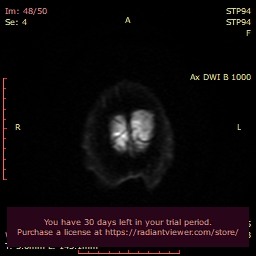 Im: 48/50
Se: 4
A
STP94
STP94
F
Ax DWI B 1000
R
L
You have 30 days left in your trial period.
Purchase a license at https://radiantviewer.com/store/